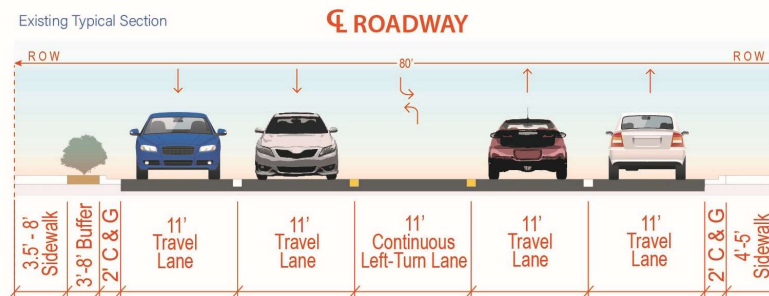 Existing Typical Section
℄ ROADWAY
ROW
80'
ROW
3.5' - 8'
Sidewalk
3'-8' Buffer
2' C & G
11'
Travel
Lane
11'
Travel
Lane
11'
Continuous
Left-Turn Lane
11'
Travel
Lane
11'
Travel
Lane
2' C & G
4'-5'
Sidewalk